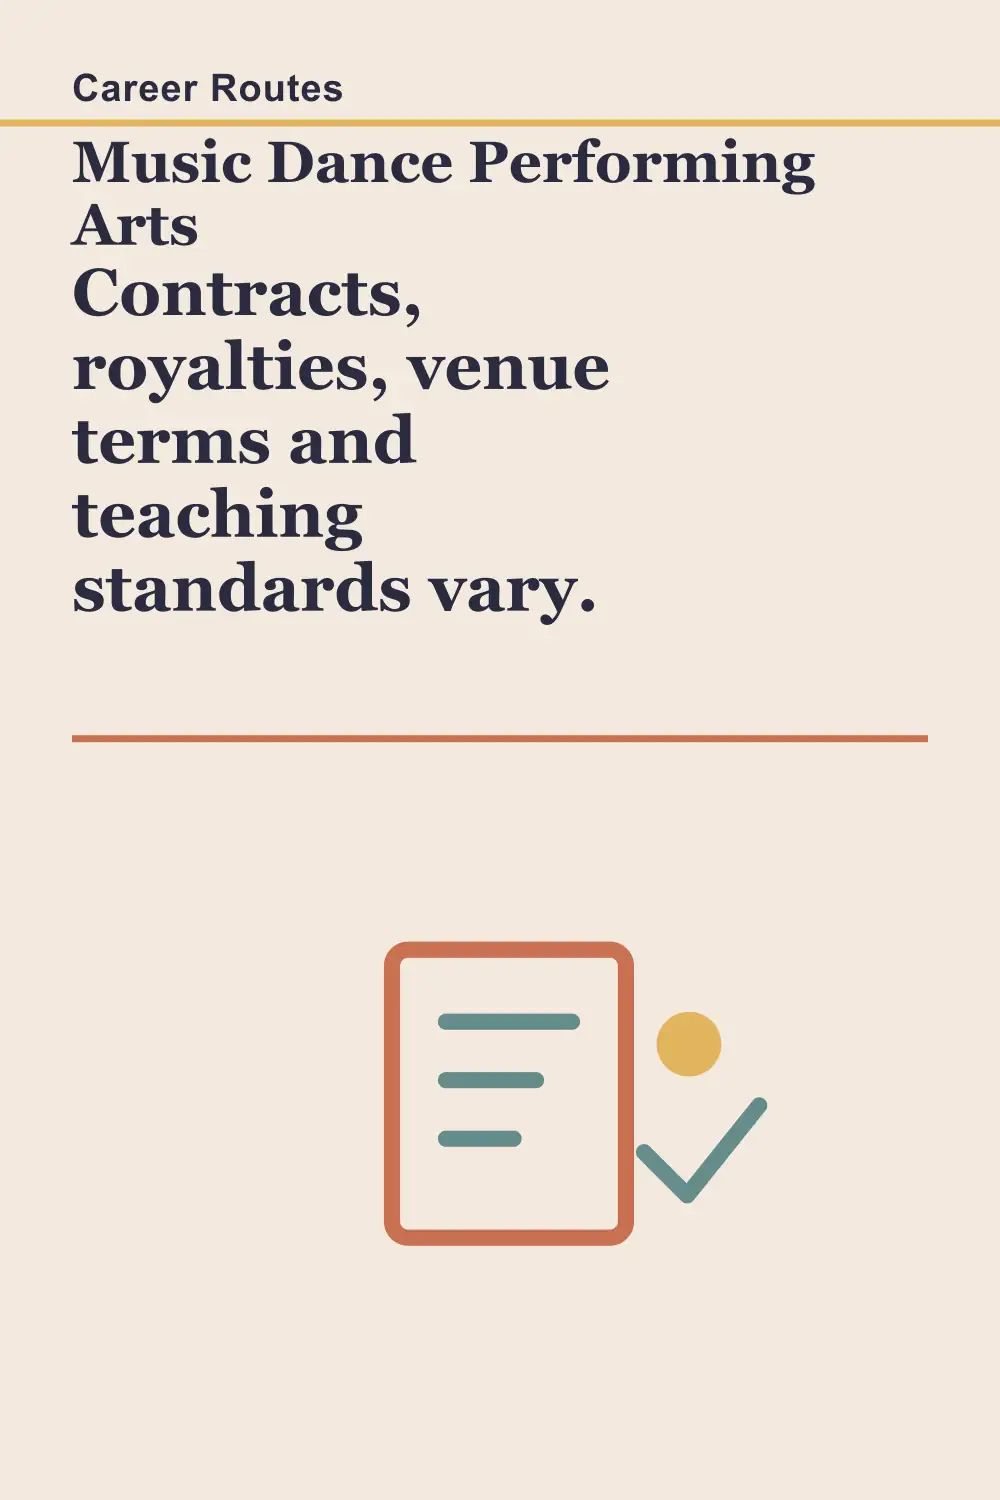 Career Routes
Music Dance Performing
Arts
Contracts,
royalties, venue
terms and
teaching
standards vary.